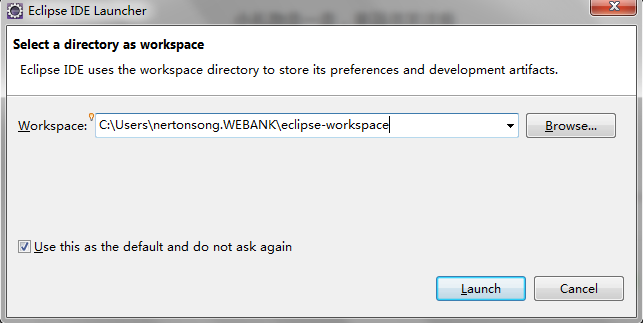 Eclipse IDE Launcher
Select a directory as workspace
Eclipse IDE uses the workspace directory to store its preferences and development artifacts.
Workspace: C:\Users\nertonsong.WEBANK\eclipse-workspace Browse...
Use this as the default and do not ask again
Launch Cancel